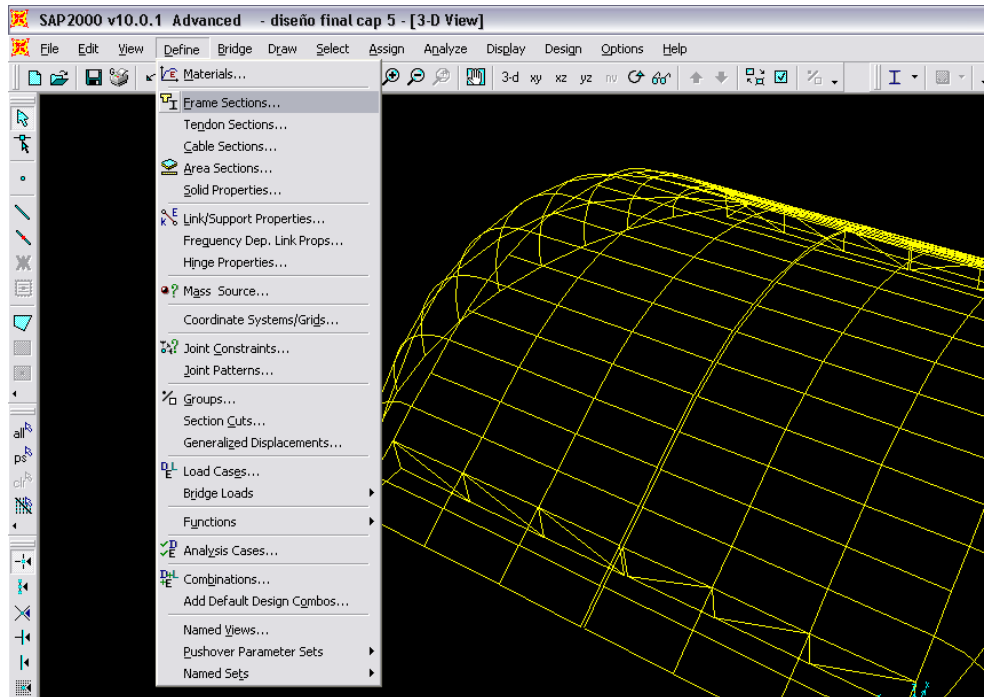 SAP2000 v10.0.1 Advanced - diseño final cap 5 - [3-D View]
File Edit View Define Bridge Draw Select Assign Analyze Display Design Options Help
3-d xy xz yz nv
Materials...
Frame Sections...
Tendon Sections...
Cable Sections...
Area Sections...
Solid Properties...
Link/Support Properties...
Frequency Dep. Link Props...
Hinge Properties...
Mass Source...
Coordinate Systems/Grids...
Joint Constraints...
Joint Patterns...
Groups...
Section Cuts...
Generalized Displacements...
all
ps
clr
Load Cases...
Bridge Loads
Functions
Analysis Cases...
Combinations...
Add Default Design Combos...
Named Views...
Pushover Parameter Sets
Named Sets